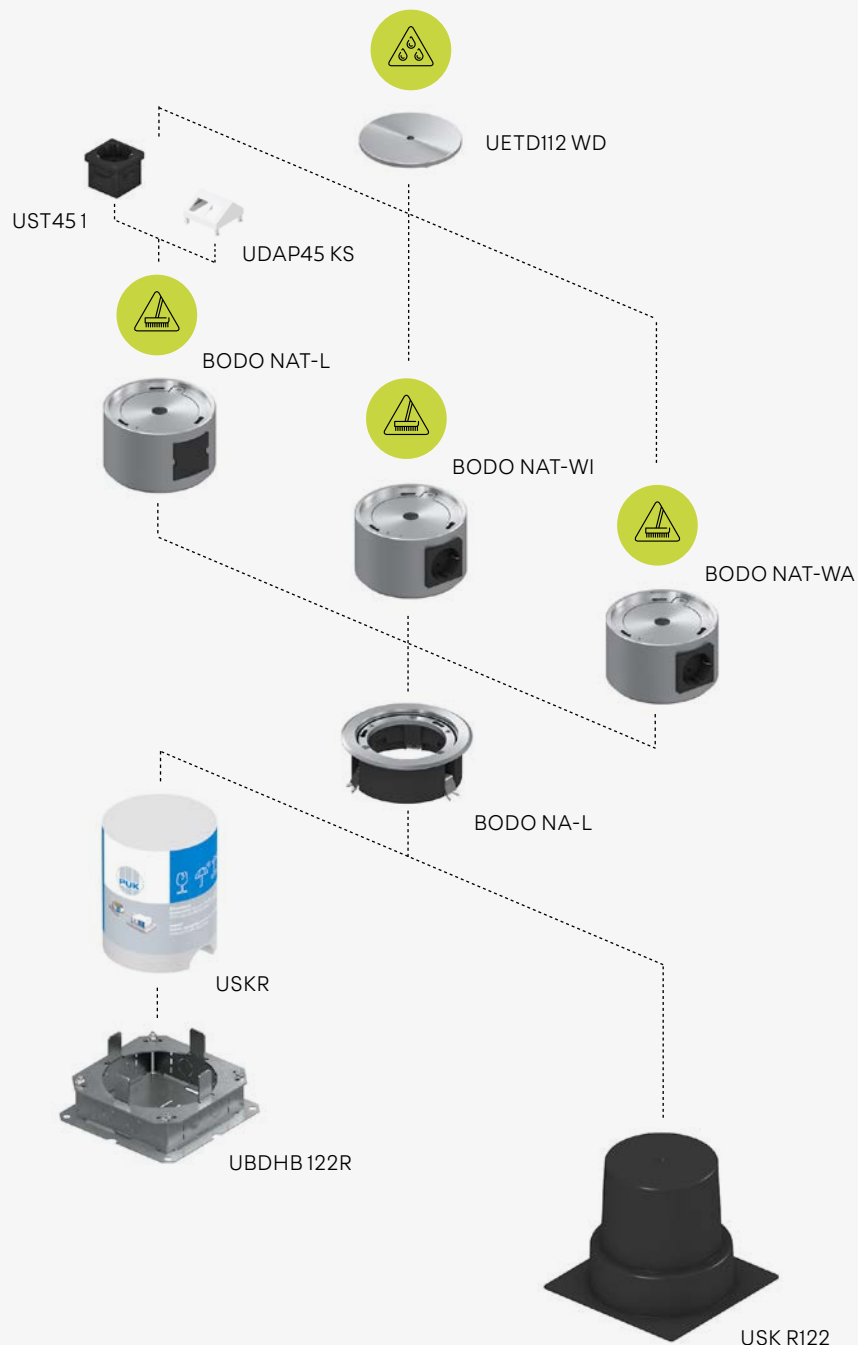 UETD112 WD
UST45 1
UDAP45 KS
BODO NAT-L
BODO NAT-WI
BODO NAT-WA
BODO NA-L
PUK
USKR
UBDHB 122R
USK R122